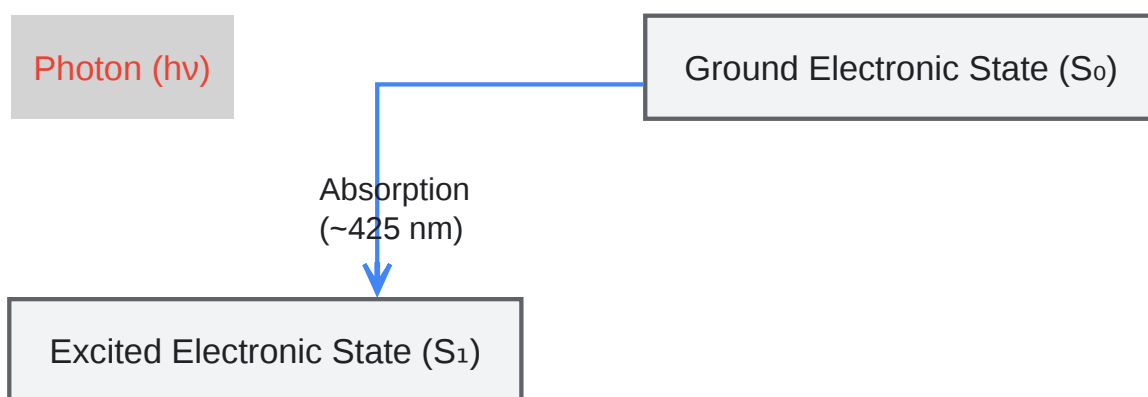 Photon (hν)
Ground Electronic State (S₀)
Absorption
(~425 nm)
Excited Electronic State (S₁)